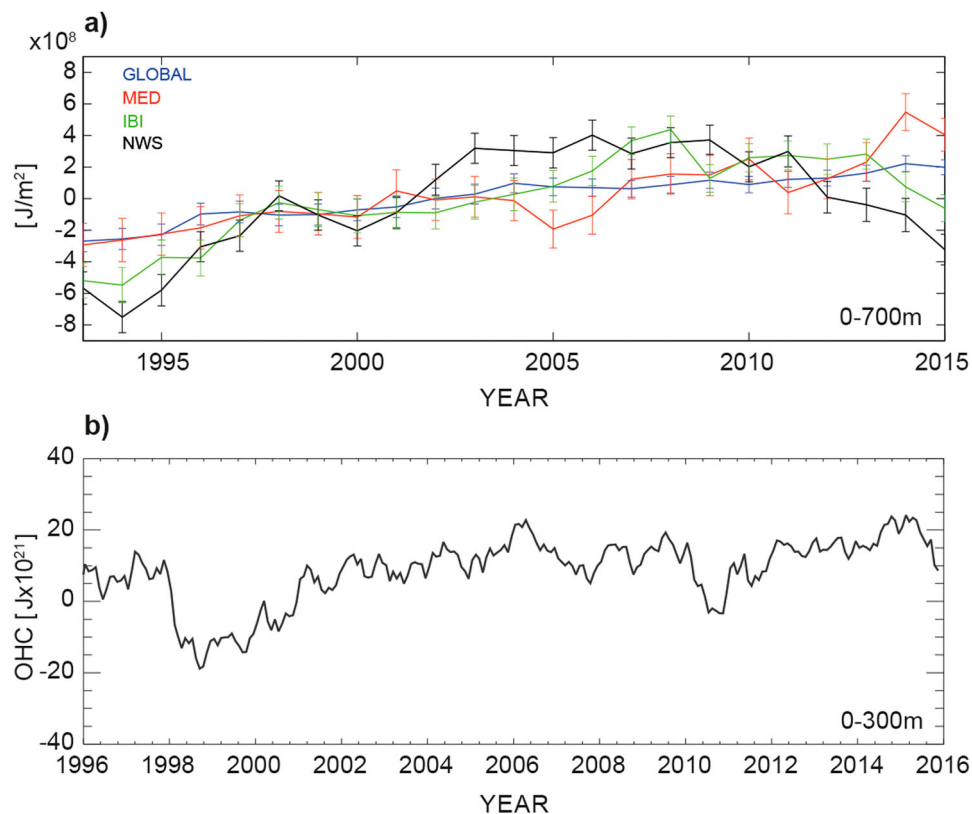 a)
x10⁸
[J/m²]
8
6
4
2
0
-2
-4
-6
-8
GLOBAL
MED
IBI
NWS
0-700m
1995 2000 2005 2010 2015
YEAR
b)
OHC [ Jx10²¹]
40
20
0
-20
-40
0-300m
1996 1998 2000 2002 2004 2006 2008 2010 2012 2014 2016
YEAR